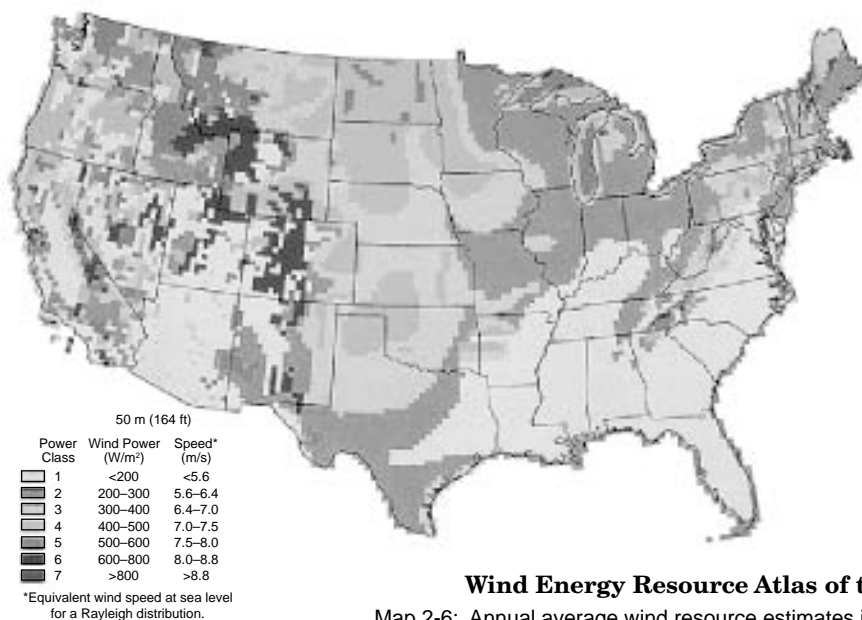 50 m (164 ft)
Power Wind Power Speed*
Class (W/m²) (m/s)
1 <200 <5.6
2 200–300 5.6–6.4
3 300–400 6.4–7.0
4 400–500 7.0–7.5
5 500–600 7.5–8.0
6 600–800 8.0–8.8
7 >800 >8.8
*Equivalent wind speed at sea level
for a Rayleigh distribution.
Wind Energy Resource Atlas of t
Map 2-6: Annual average wind resource estimates i